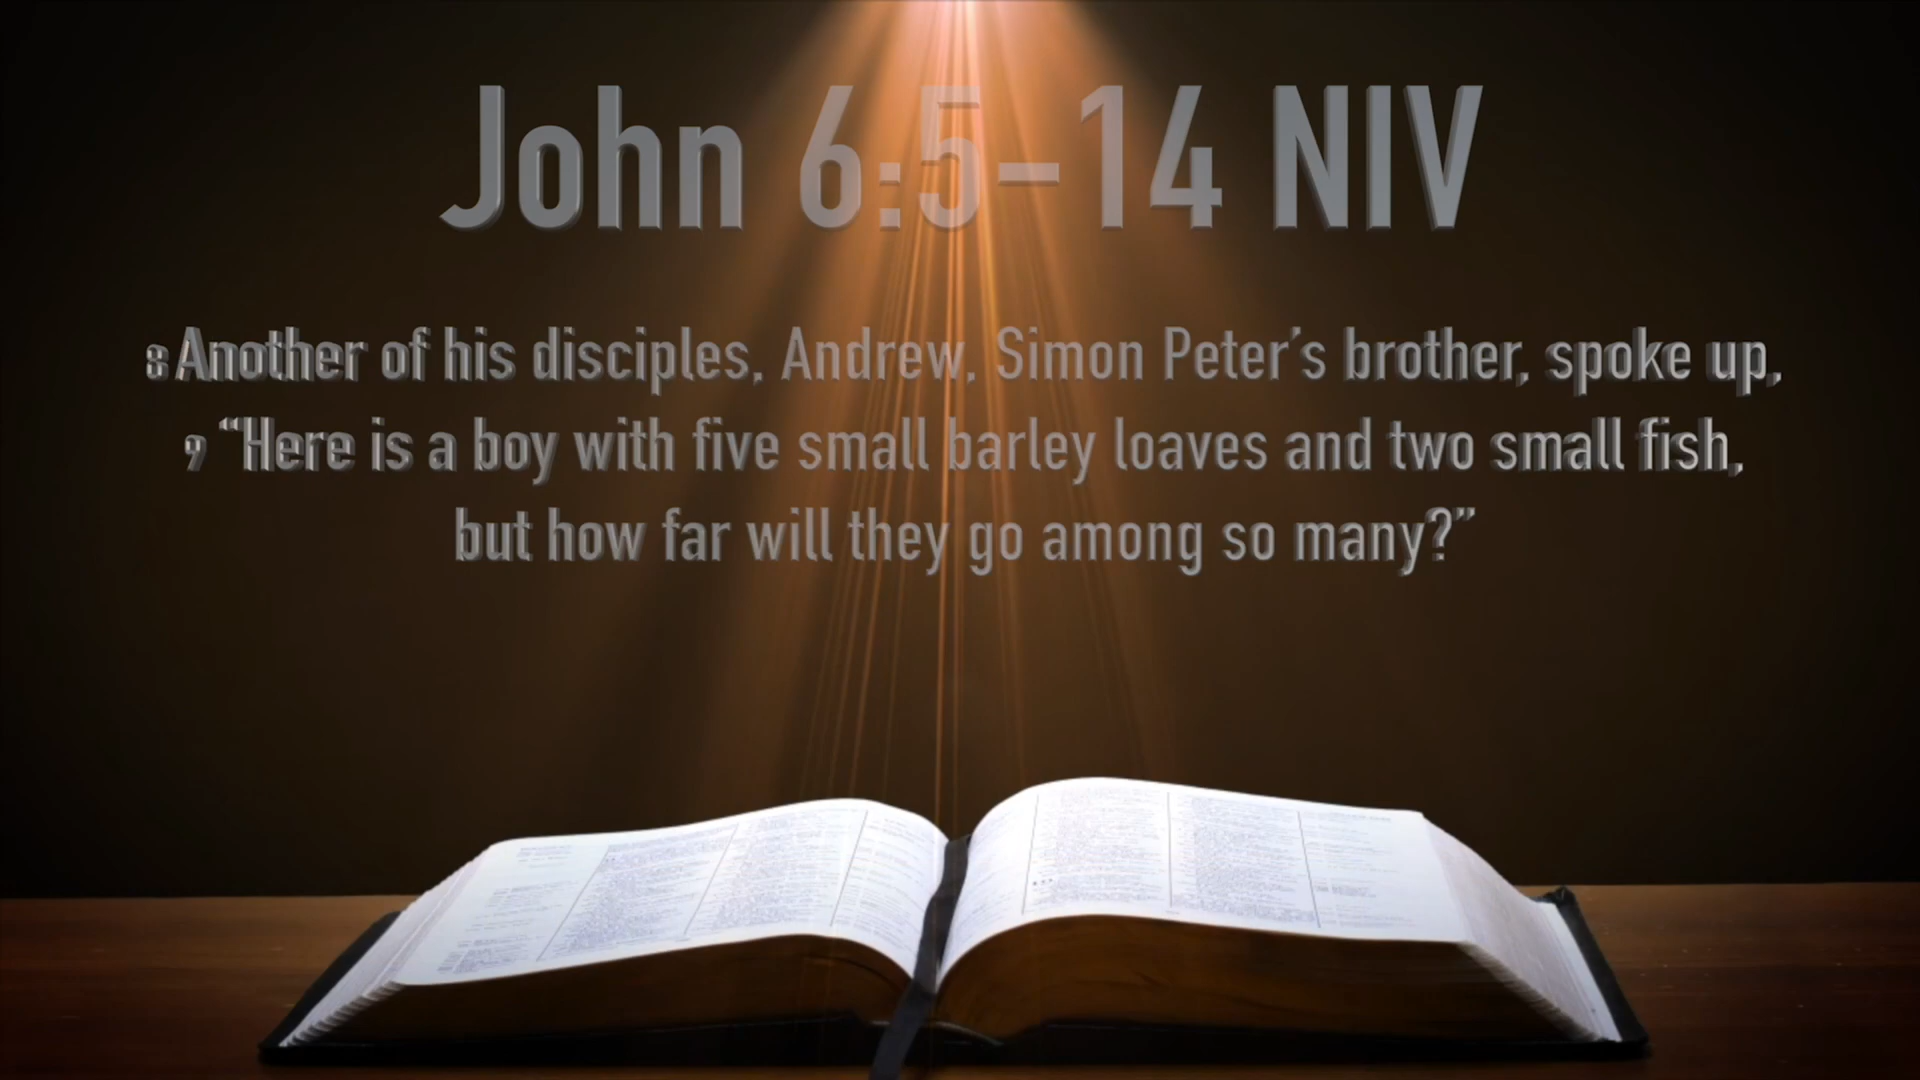 John 6:5–14 NIV
8 Another of his disciples, Andrew, Simon Peter’s brother, spoke up,
9 “Here is a boy with five small barley loaves and two small fish,
but how far will they go among so many?”